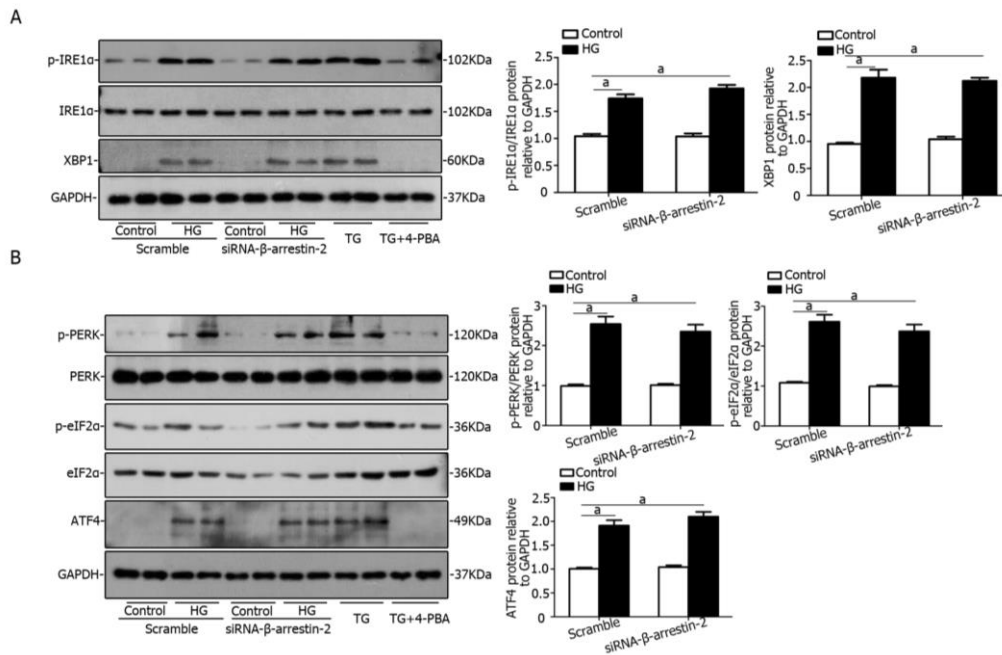 A
p-IRE1α
-102KDa
IRE1α
-102KDa
XBP1
-60KDa
GAPDH-
-37KDa
Control HG Control HG TG TG+4-PBA
Scramble siRNA-β-arrestin-2
Control
HG
p-IRE1α/IRE1α protein
relative to GAPDH
2.5
2.0
1.5
1.0
0.5
0
a
a
Scramble
siRNA-β-arrestin-2
Control
HG
XBP1 protein relative
to GAPDH
2.5
2.0
1.5
1.0
0.5
0
a
a
Scramble
siRNA-β-arrestin-2
B
p-PERK-
-120KDa
PERK-
-120KDa
p-eIF2α-
-36KDa
eIF2α-
-36KDa
ATF4-
-49KDa
GAPDH-
-37KDa
Control HG Control HG TG TG+4-PBA
Scramble siRNA-β-arrestin-2
Control
HG
p-PERK/PERK protein
relative to GAPDH
3
2
1
0
a
a
Scramble
siRNA-β-arrestin-2
Control
HG
p-eIF2α/eIF2α protein
relative to GAPDH
3
2
1
0
a
a
Scramble
siRNA-β-arrestin-2
Control
HG
ATF4 protein relative
to GAPDH
2.5
2.0
1.5
1.0
0.5
0
a
a
Scramble
siRNA-β-arrestin-2